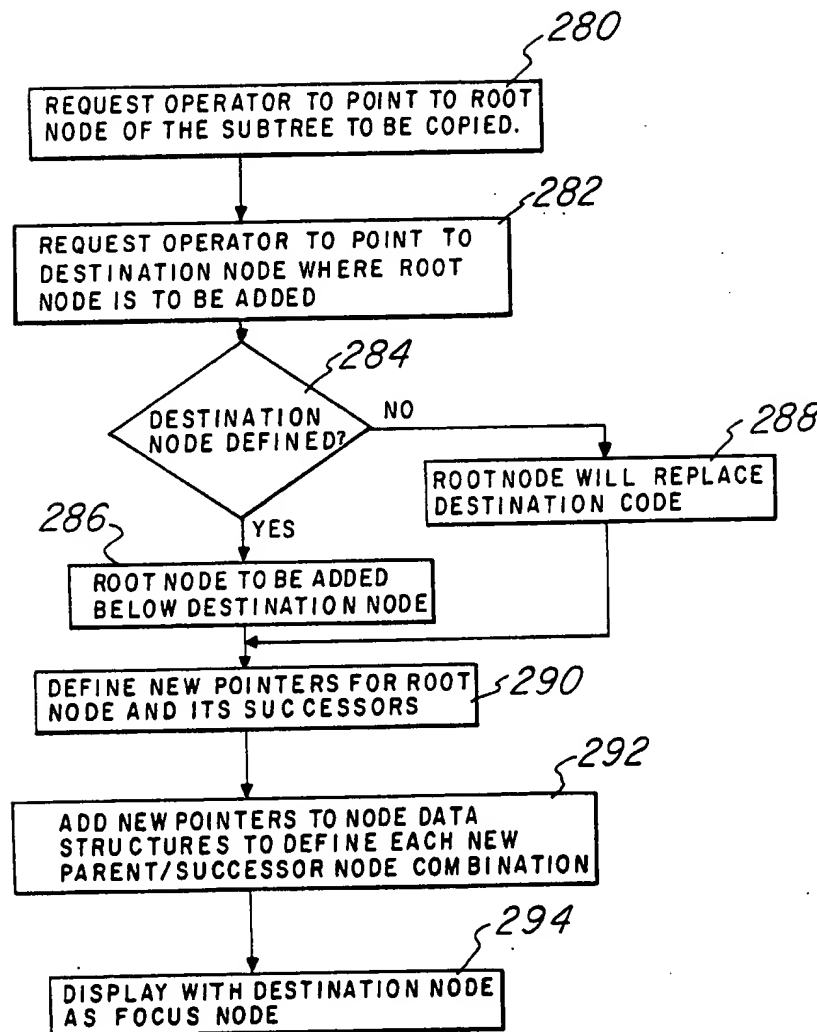 280
REQUEST OPERATOR TO POINT TO ROOT
NODE OF THE SUBTREE TO BE COPIED.
282
REQUEST OPERATOR TO POINT TO
DESTINATION NODE WHERE ROOT
NODE IS TO BE ADDED
284
DESTINATION
NODE DEFINED?
NO
288
ROOT NODE WILL REPLACE
DESTINATION CODE
YES
286
ROOT NODE TO BE ADDED
BELOW DESTINATION NODE
DEFINE NEW POINTERS FOR ROOT
NODE AND ITS SUCCESSORS
290
292
ADD NEW POINTERS TO NODE DATA
STRUCTURES TO DEFINE EACH NEW
PARENT/SUCCESSOR NODE COMBINATION
294
DISPLAY WITH DESTINATION NODE
AS FOCUS NODE